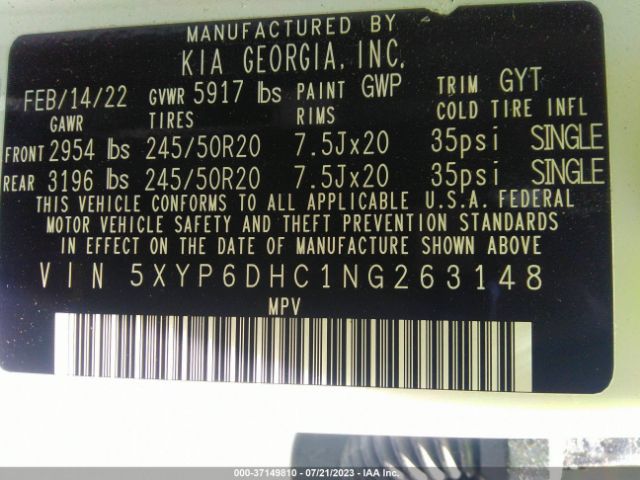 MANUFACTURED BY
KIA GEORGIA, INC.
FEB/14/22 GVWR 5917 lbs PAINT GWP TRIM GYT
GAWR TIRES RIMS COLD TIRE INFL
FRONT 2954 lbs 245/50R20 7.5Jx20 35psi SINGLE
REAR 3196 lbs 245/50R20 7.5Jx20 35psi SINGLE
THIS VEHICLE CONFORMS TO ALL APPLICABLE U.S.A. FEDERAL
MOTOR VEHICLE SAFETY AND THEFT PREVENTION STANDARDS
IN EFFECT ON THE DATE OF MANUFACTURE SHOWN ABOVE
VIN 5XYP6DHC1NG263148
MPV
000-37149810 - 07/21/2023 - IAA Inc.